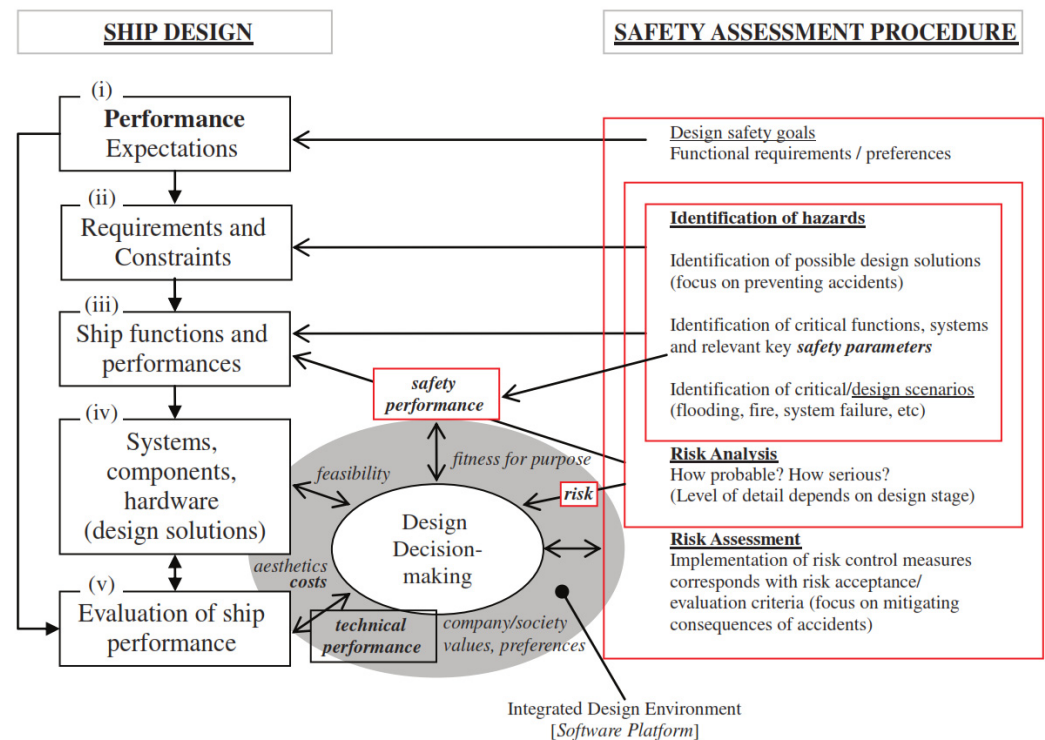 SHIP DESIGN
SAFETY ASSESSMENT PROCEDURE
(i)
Performance
Expectations
(ii)
Requirements and
Constraints
(iii)
Ship functions and
performances
(iv)
Systems,
components,
hardware
(design solutions)
(v)
Evaluation of ship
performance
safety
performance
feasibility
fitness for purpose
risk
Design
Decision-
making
aesthetics
costs
technical
performance
company/society
values, preferences
Design safety goals
Functional requirements / preferences
Identification of hazards
Identification of possible design solutions
(focus on preventing accidents)
Identification of critical functions, systems
and relevant key safety parameters
Identification of critical/design scenarios
(flooding, fire, system failure, etc)
Risk Analysis
How probable? How serious?
(Level of detail depends on design stage)
Risk Assessment
Implementation of risk control measures
corresponds with risk acceptance/
evaluation criteria (focus on mitigating
consequences of accidents)
Integrated Design Environment
[Software Platform]